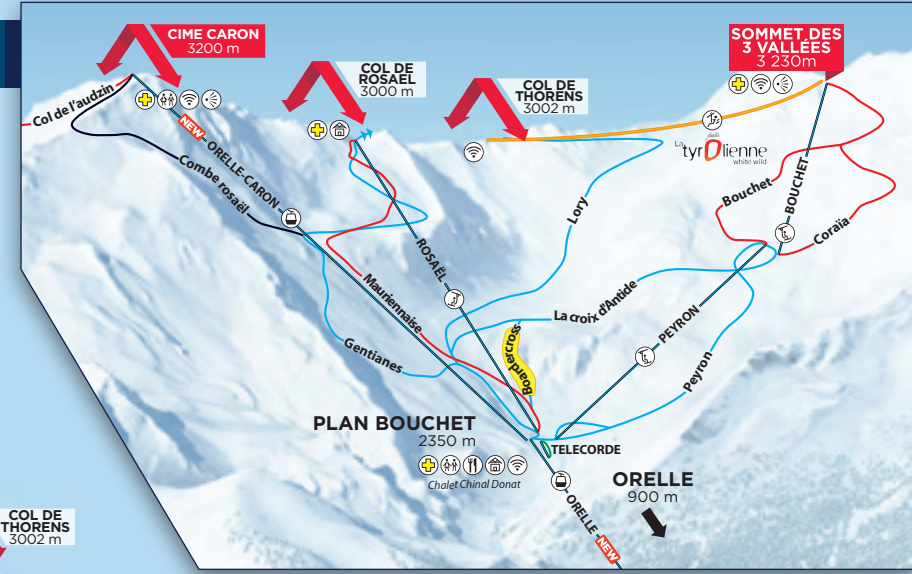 CIME CARON
3200 m
COL DE
ROSAËL
3000 m
COL DE
THORENS
3002 m
SOMMET DES
3 VALLÉES
3 230m
Col de l'audzin
NEW
ORELLE-CARON
Combe rosaël
La
tyrOlienne
white wild
Lory
Bouchet
BOUCHET
Coraïa
ROSAËL
Mauriennaise
La croix d'Antide
PEYRON
Gentianes
Boardercross
Peyron
PLAN BOUCHET
2350 m
Chalet Chinal Donat
TELECORDE
ORELLE
900 m
ORELLE
NEW
COL DE
THORENS
3002 m